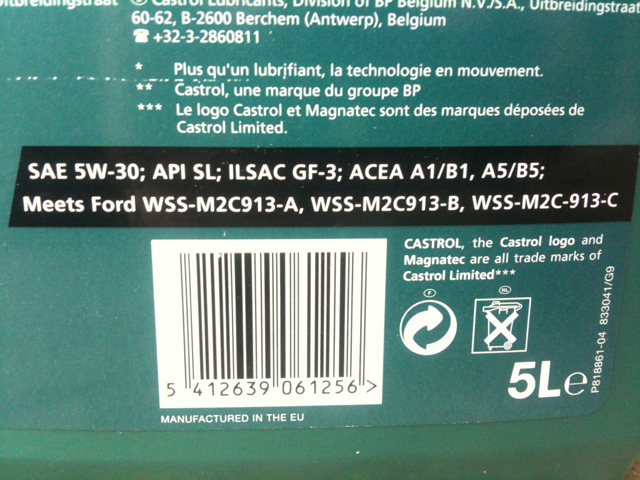 Uitbreidingstraat
Castrol Lubricants, Division of BP Belgium N.V./S.A., Uitbreidingstraat
60-62, B-2600 Berchem (Antwerp), Belgium
☎ +32-3-2860811
* Plus qu'un lubrifiant, la technologie en mouvement.
** Castrol, une marque du groupe BP
*** Le logo Castrol et Magnatec sont des marques déposées de
Castrol Limited.
SAE 5W-30; API SL; ILSAC GF-3; ACEA A1/B1, A5/B5;
Meets Ford WSS-M2C913-A, WSS-M2C913-B, WSS-M2C-913-C
CASTROL, the Castrol logo and
Magnatec are all trade marks of
Castrol Limited***
F
NL
5 412639 061256 >
5L e
P818861-04 833041/G9
MANUFACTURED IN THE EU